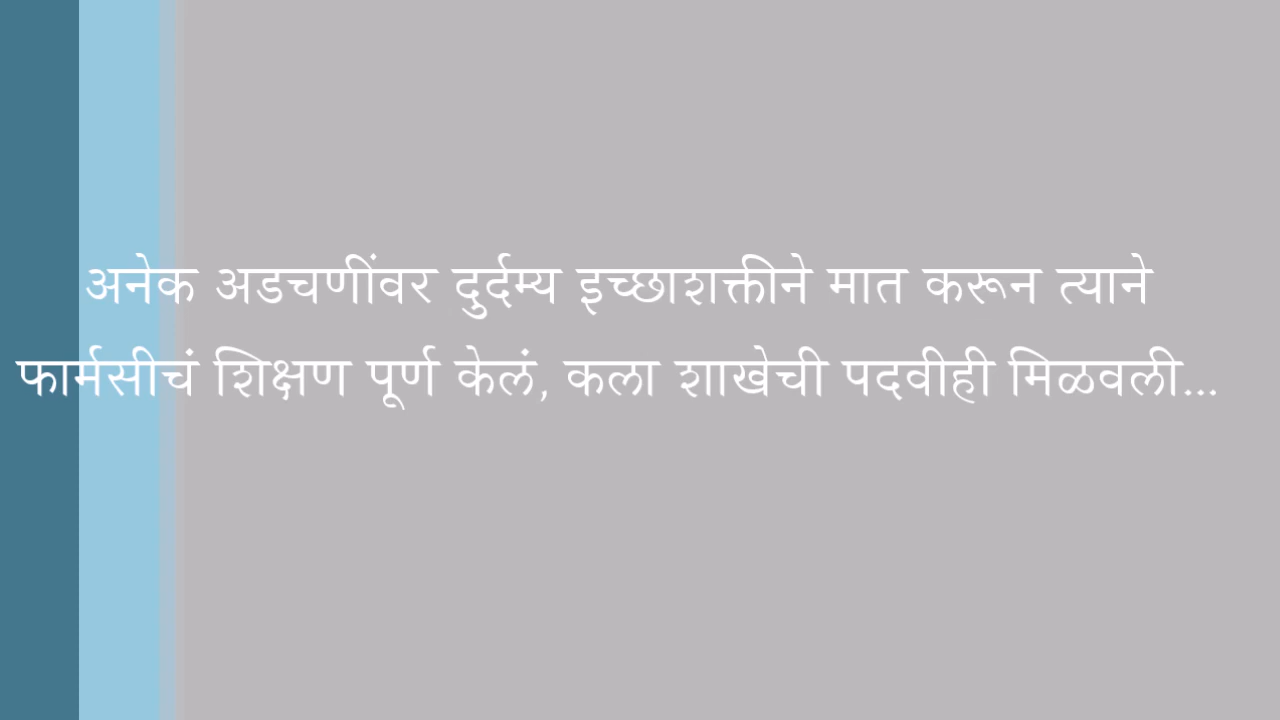 अनेक अडचणींवर दुर्दम्य इच्छाशक्तीने मात करून त्याने
फार्मसीचं शिक्षण पूर्ण केलं, कला शाखेची पदवीही मिळवली...